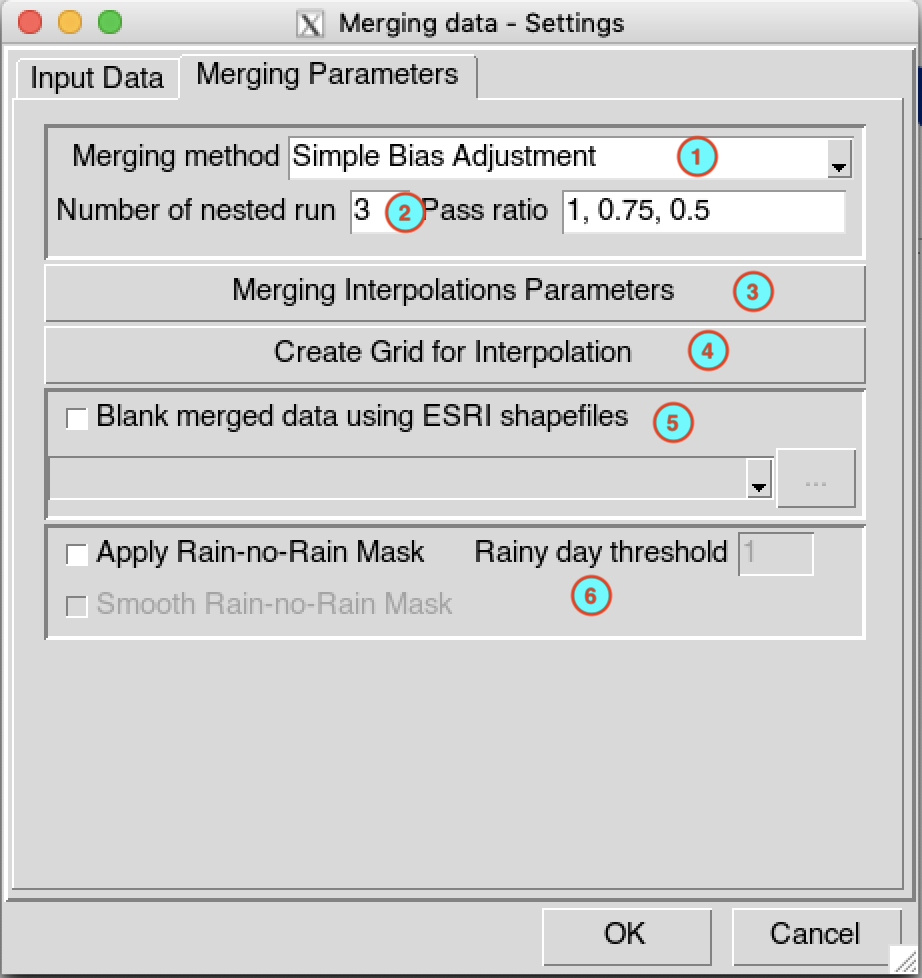 Merging data - Settings
Input Data Merging Parameters
Merging method Simple Bias Adjustment 1
Number of nested run 3 2 Pass ratio 1, 0.75, 0.5
Merging Interpolations Parameters 3
Create Grid for Interpolation 4
Blank merged data using ESRI shapefiles 5
...
Apply Rain-no-Rain Mask Rainy day threshold 1
Smooth Rain-no-Rain Mask 6
OK Cancel